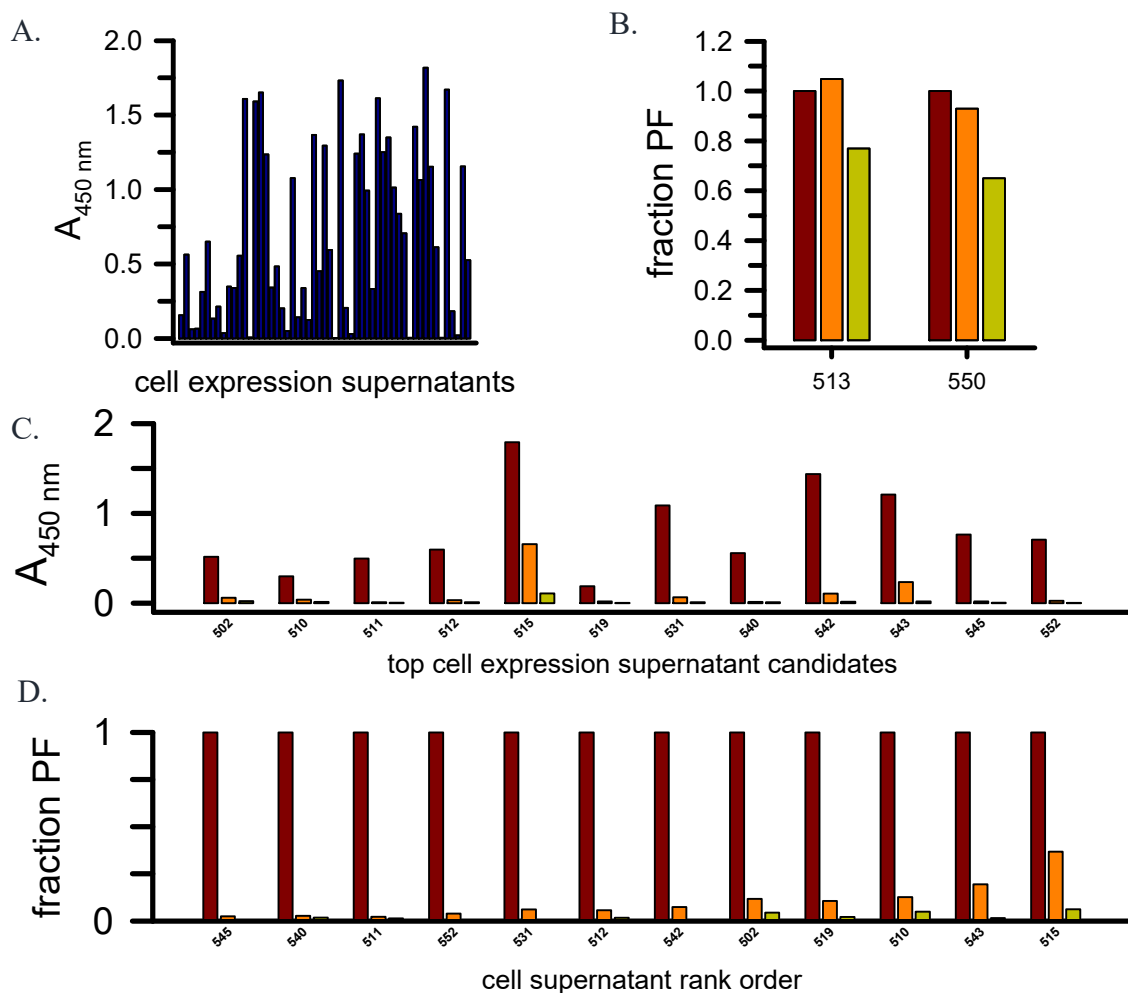 A.
2.0
1.5
1.0
0.5
0.0
A450 nm
cell expression supernatants
B.
1.2
1.0
0.8
0.6
0.4
0.2
0.0
fraction PF
513 550
C.
2
1
0
A450 nm
502 510 511 512 515 519 531 540 542 543 545 552
top cell expression supernatant candidates
D.
1
0
fraction PF
545 540 511 552 531 512 542 502 519 510 543 515
cell supernatant rank order